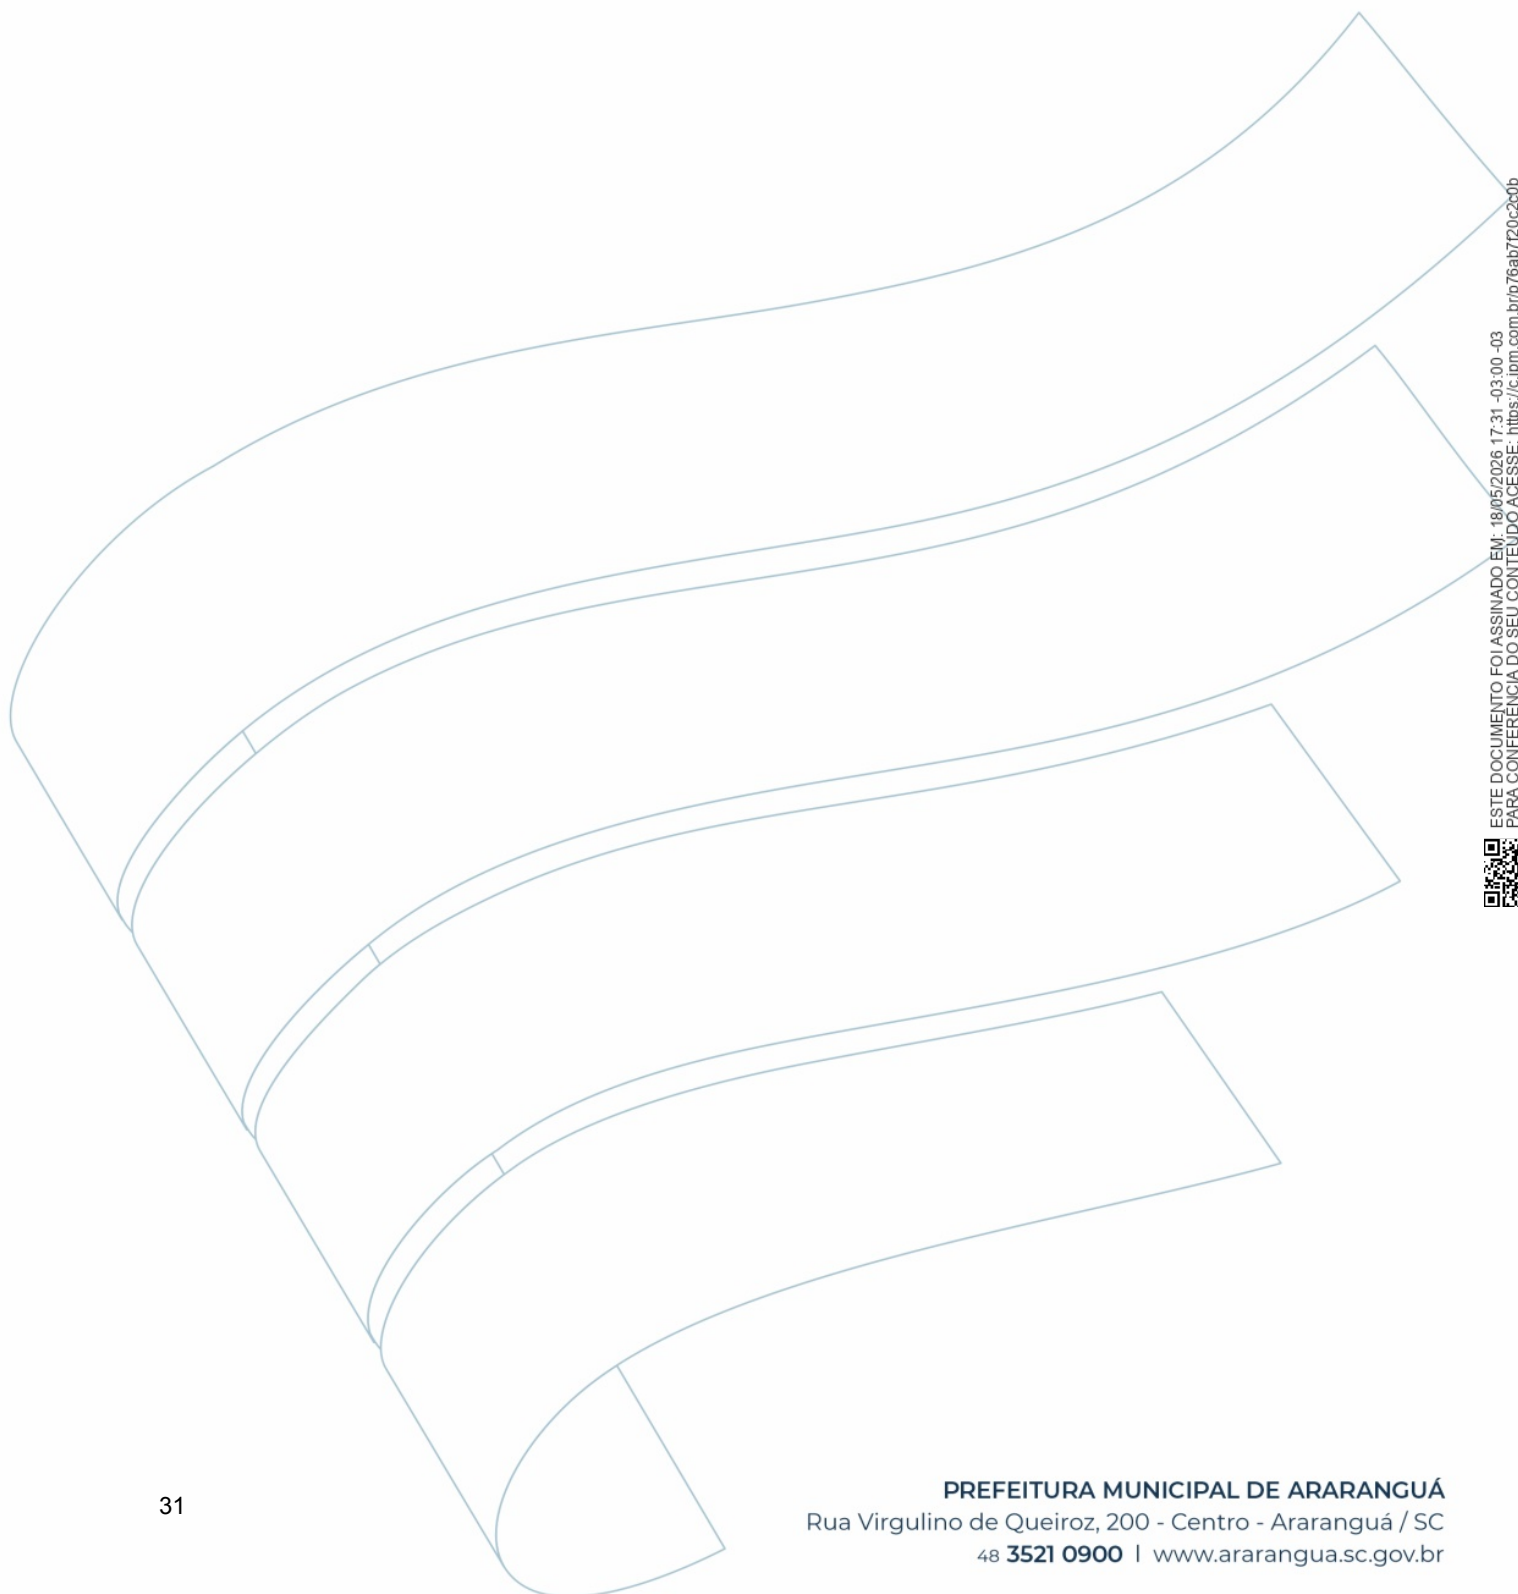 ESTE DOCUMENTO FOI ASSINADO EM: 18/05/2026 17:31 -03:00 -03
PARA CONFERÊNCIA DO SEU CONTEÚDO ACESSE: https://c.ipm.com.br/p76ab7f20c2c0b
31
PREFEITURA MUNICIPAL DE ARARANGUÁ
Rua Virgulino de Queiroz, 200 - Centro - Araranguá / SC
48 3521 0900 | www.ararangua.sc.gov.br